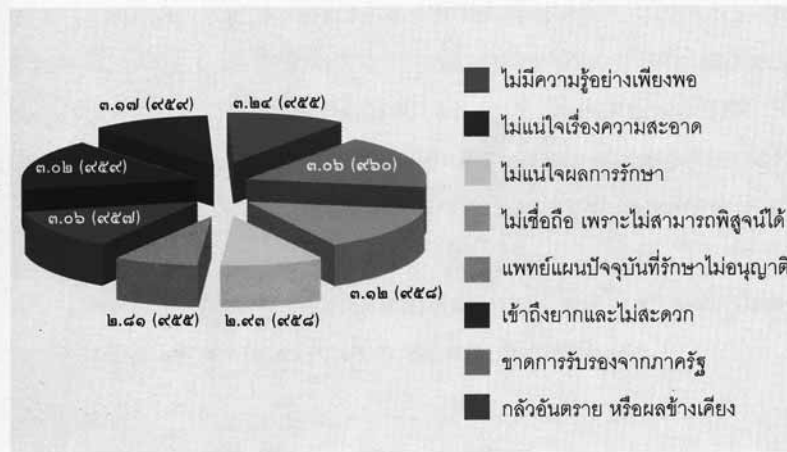 ๓.๑๗ (๙๕๙)
๓.๒๔ (๙๕๕)
๓.๐๒ (๙๕๙)
๓.๐๖ (๙๖๐)
๓.๐๖ (๙๕๗)
๓.๑๒ (๙๕๘)
๒.๘๑ (๙๕๕)
๒.๙๓ (๙๕๘)
ไม่มีความรู้อย่างเพียงพอ
ไม่แน่ใจเรื่องความสะอาด
ไม่แน่ใจผลการรักษา
ไม่เชื่อถือ เพราะไม่สามารถพิสูจน์ได้
แพทย์แผนปัจจุบันที่รักษาไม่อนุญาติ
เข้าถึงยากและไม่สะดวก
ขาดการรับรองจากภาครัฐ
กลัวอันตราย หรือผลข้างเคียง